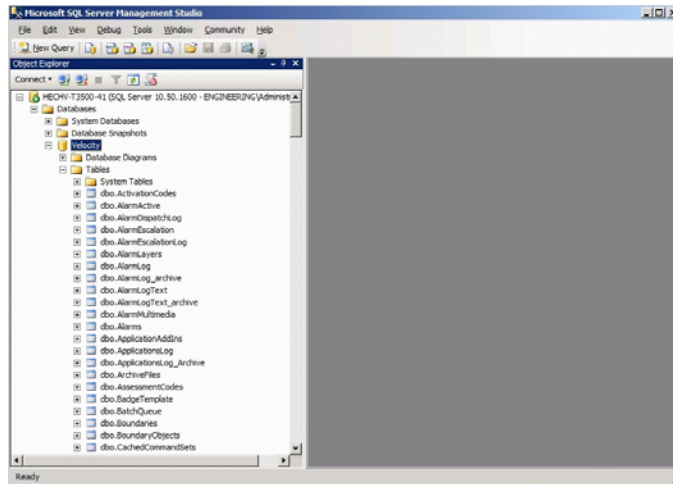 Microsoft SQL Server Management Studio
File Edit View Debug Tools Window Community Help
New Query
Object Explorer
Connect
HECHV-T3500-41 (SQL Server 10.50.1600 - ENGINEERING\Administ
Databases
System Databases
Database Snapshots
Velocity
Database Diagrams
Tables
System Tables
dbo.ActivationCodes
dbo.AlarmActive
dbo.AlarmDispatchLog
dbo.AlarmEscalation
dbo.AlarmEscalationLog
dbo.AlarmLayers
dbo.AlarmLog
dbo.AlarmLog_archive
dbo.AlarmLogText
dbo.AlarmLogText_archive
dbo.AlarmMultimedia
dbo.Alarms
dbo.ApplicationAddIns
dbo.ApplicationsLog
dbo.ApplicationsLog_Archive
dbo.ArchiveFiles
dbo.AssessmentCodes
dbo.BadgeTemplate
dbo.BatchQueue
dbo.Boundaries
dbo.BoundaryObjects
dbo.CachedCommandSets
Ready